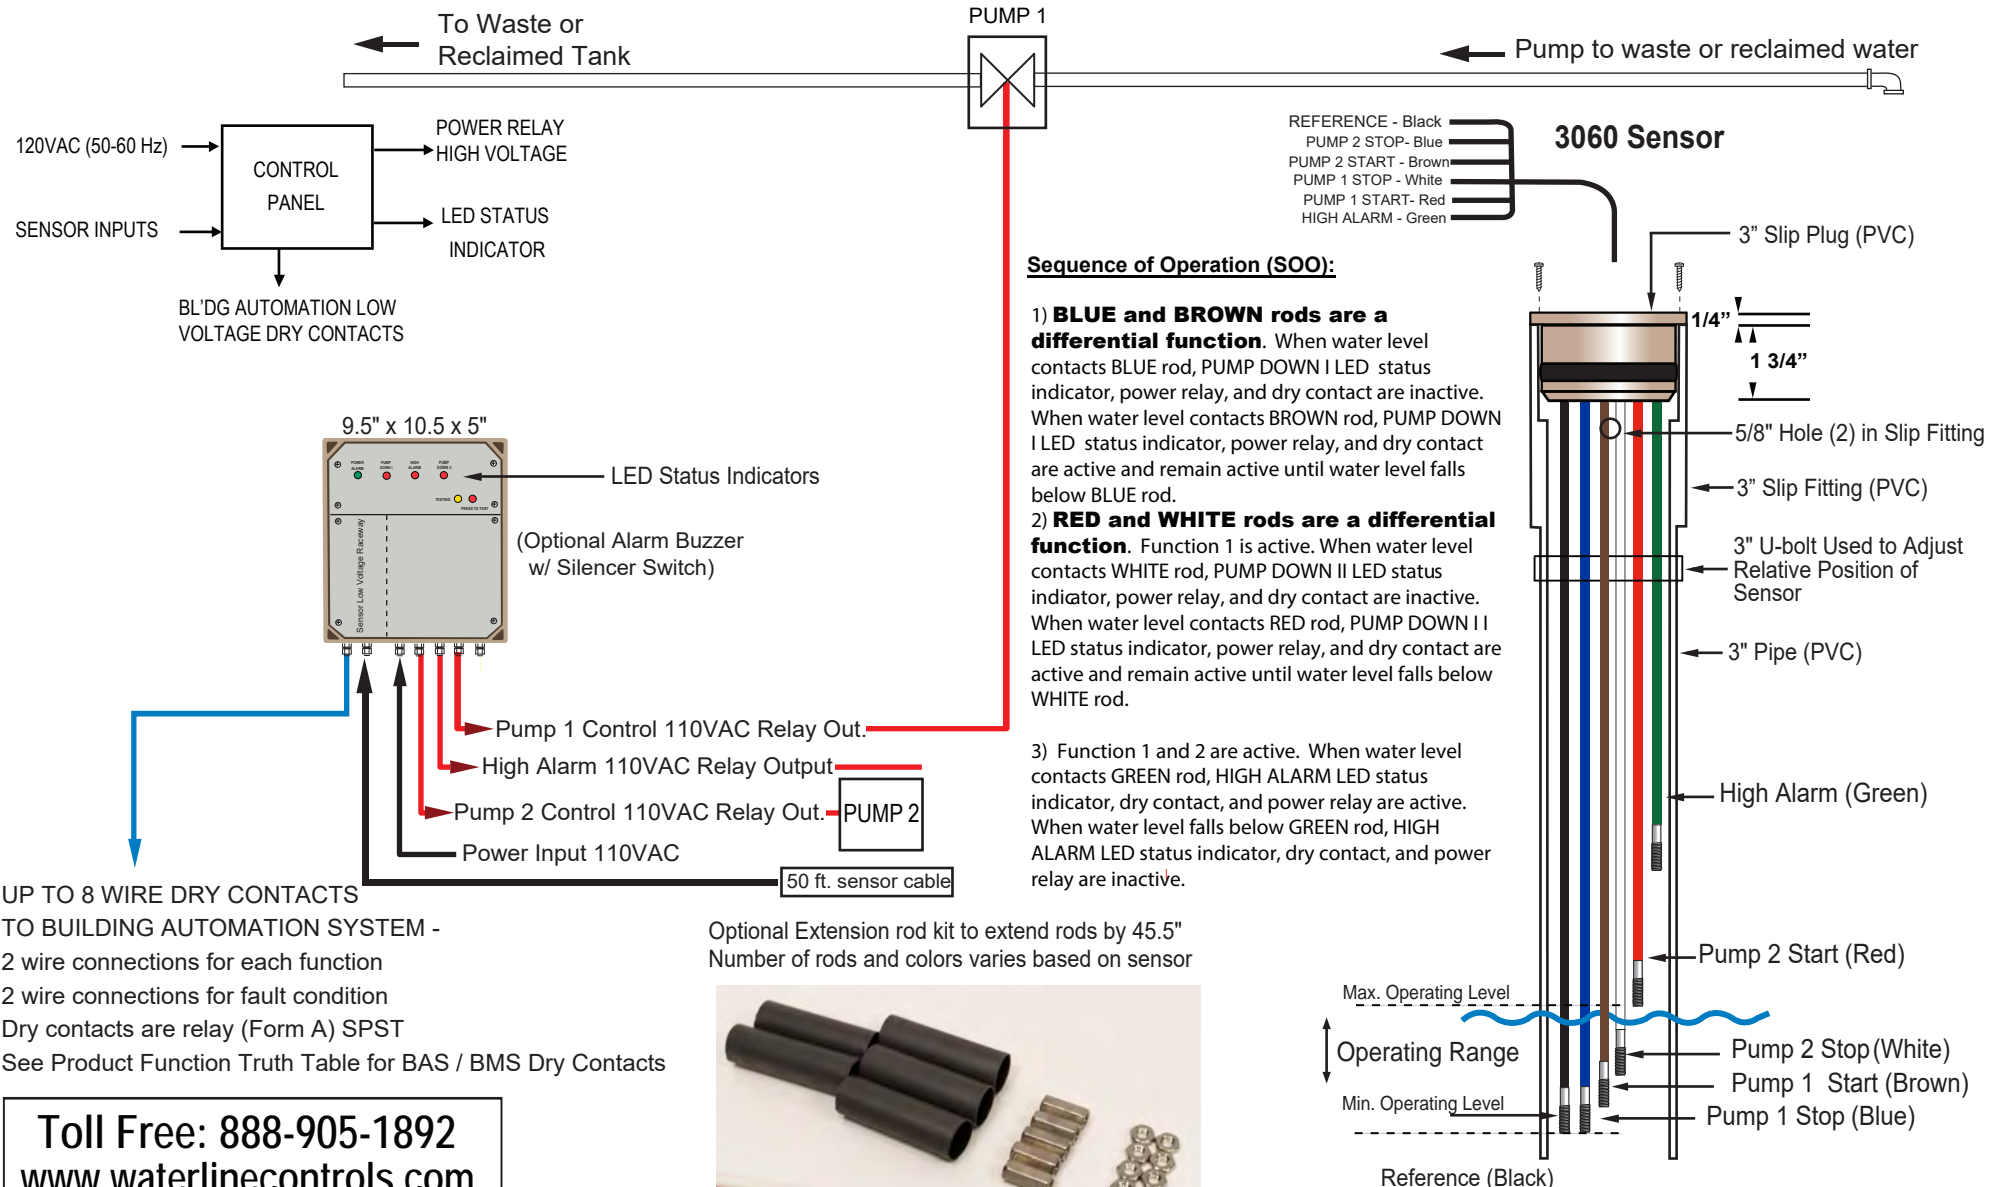 PUMP 1
To Waste or
Reclaimed Tank
Pump to waste or reclaimed water
120VAC (50-60 Hz)
SENSOR INPUTS
CONTROL
PANEL
POWER RELAY
HIGH VOLTAGE
LED STATUS
INDICATOR
BL'DG AUTOMATION LOW
VOLTAGE DRY CONTACTS
REFERENCE - Black
PUMP 2 STOP- Blue
PUMP 2 START - Brown
PUMP 1 STOP - White
PUMP 1 START- Red
HIGH ALARM - Green
3060 Sensor
3” Slip Plug (PVC)
1/4”
1 3/4”
5/8" Hole (2) in Slip Fitting
3” Slip Fitting (PVC)
3" U-bolt Used to Adjust
Relative Position of
Sensor
3" Pipe (PVC)
High Alarm (Green)
Pump 2 Start (Red)
Max. Operating Level
Operating Range
Min. Operating Level
Pump 2 Stop (White)
Pump 1 Start (Brown)
Pump 1 Stop (Blue)
Reference (Black)
Sequence of Operation (SOO):
1) BLUE and BROWN rods are a
differential function. When water level
contacts BLUE rod, PUMP DOWN I LED status
indicator, power relay, and dry contact are inactive.
When water level contacts BROWN rod, PUMP DOWN
I LED status indicator, power relay, and dry contact
are active and remain active until water level falls
below BLUE rod.
2) RED and WHITE rods are a differential
function. Function 1 is active. When water level
contacts WHITE rod, PUMP DOWN II LED status
indicator, power relay, and dry contact are inactive.
When water level contacts RED rod, PUMP DOWN I I
LED status indicator, power relay, and dry contact are
active and remain active until water level falls below
WHITE rod.
3) Function 1 and 2 are active. When water level
contacts GREEN rod, HIGH ALARM LED status
indicator, dry contact, and power relay are active.
When water level falls below GREEN rod, HIGH
ALARM LED status indicator, dry contact, and power
relay are inactive.
9.5" x 10.5 x 5"
POWER
ALARM
PUMP
DOWN I
HIGH
ALARM
PUMP
DOWN II
TESTING
PRESS TO TEST
Sensor Low Voltage Raceway
LED Status Indicators
(Optional Alarm Buzzer
w/ Silencer Switch)
Pump 1 Control 110VAC Relay Out.
High Alarm 110VAC Relay Output
Pump 2 Control 110VAC Relay Out.
PUMP 2
Power Input 110VAC
50 ft. sensor cable
UP TO 8 WIRE DRY CONTACTS
TO BUILDING AUTOMATION SYSTEM -
2 wire connections for each function
2 wire connections for fault condition
Dry contacts are relay (Form A) SPST
See Product Function Truth Table for BAS / BMS Dry Contacts
Optional Extension rod kit to extend rods by 45.5"
Number of rods and colors varies based on sensor
Toll Free: 888-905-1892
www.waterlinecontrols.com